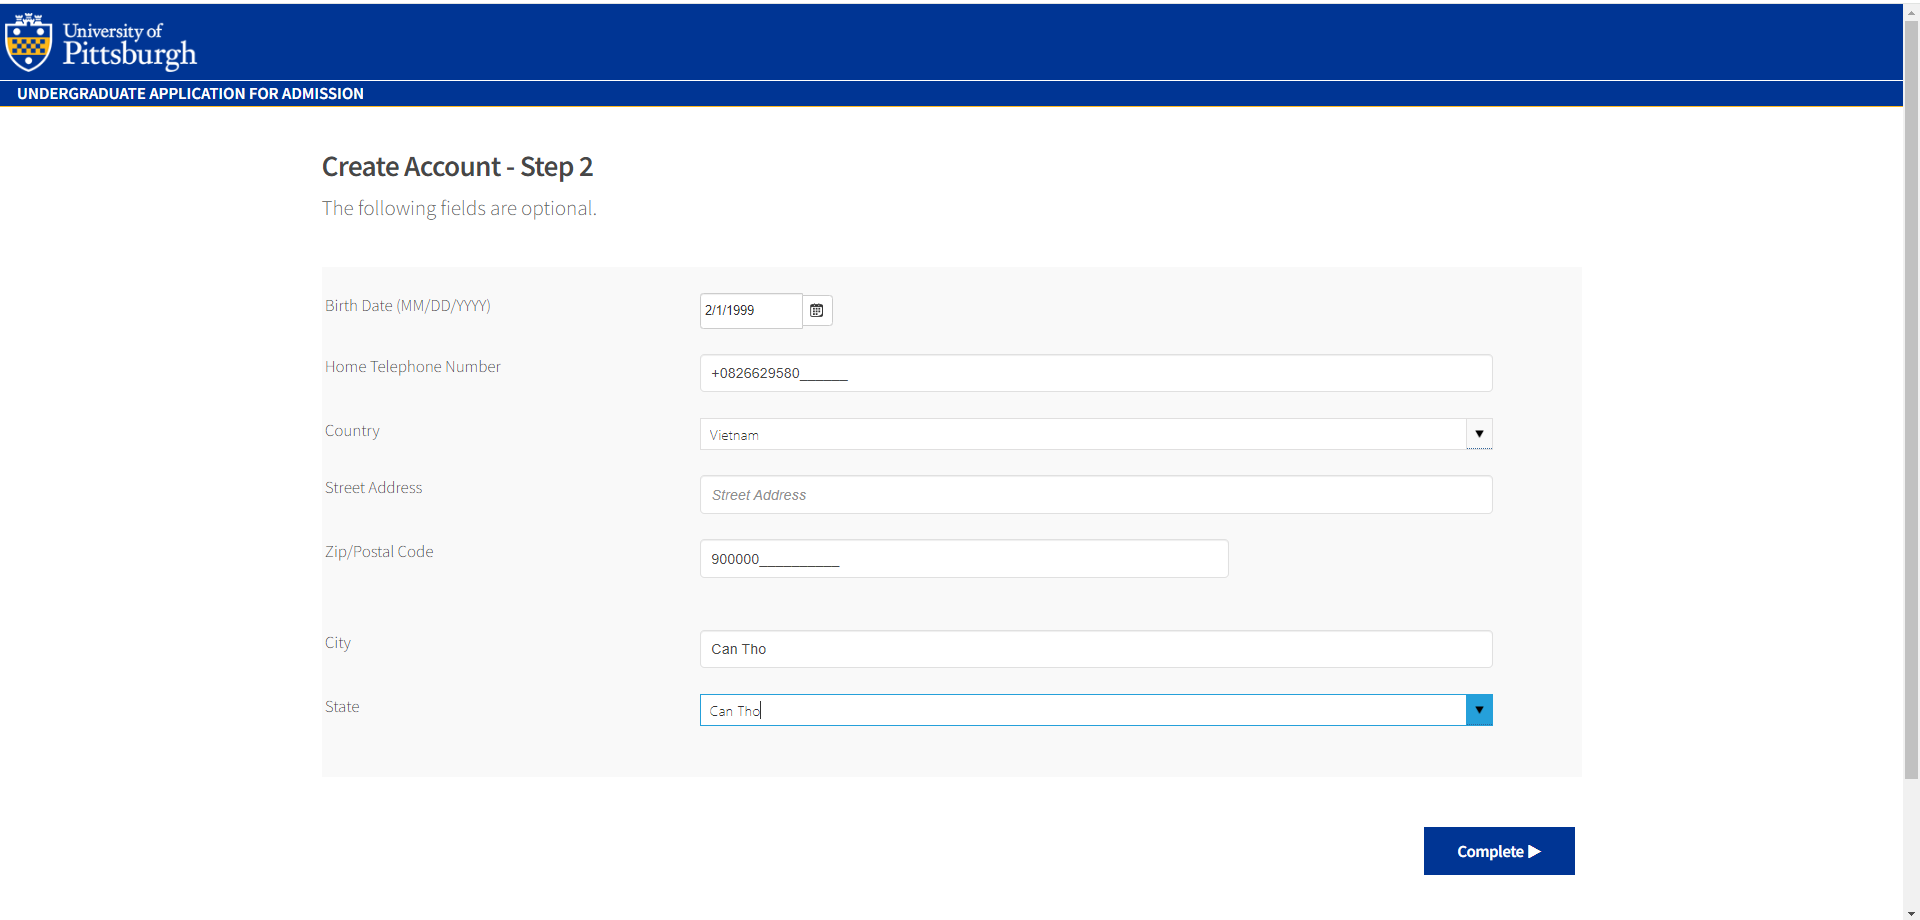 University of
Pittsburgh
UNDERGRADUATE APPLICATION FOR ADMISSION
Create Account - Step 2
The following fields are optional.
Birth Date (MM/DD/YYYY)
2/1/1999
Home Telephone Number
+0826629580______
Country
Vietnam
Street Address
Street Address
Zip/Postal Code
900000__________
City
Can Tho
State
Can Tho
Complete